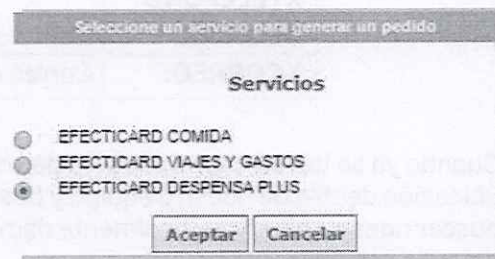 Seleccione un servicio para generar un pedido
Servicios
EFECTICARD COMIDA
EFECTICARD VIAJES Y GASTOS
EFECTICARD DESPENSA PLUS
Aceptar Cancelar